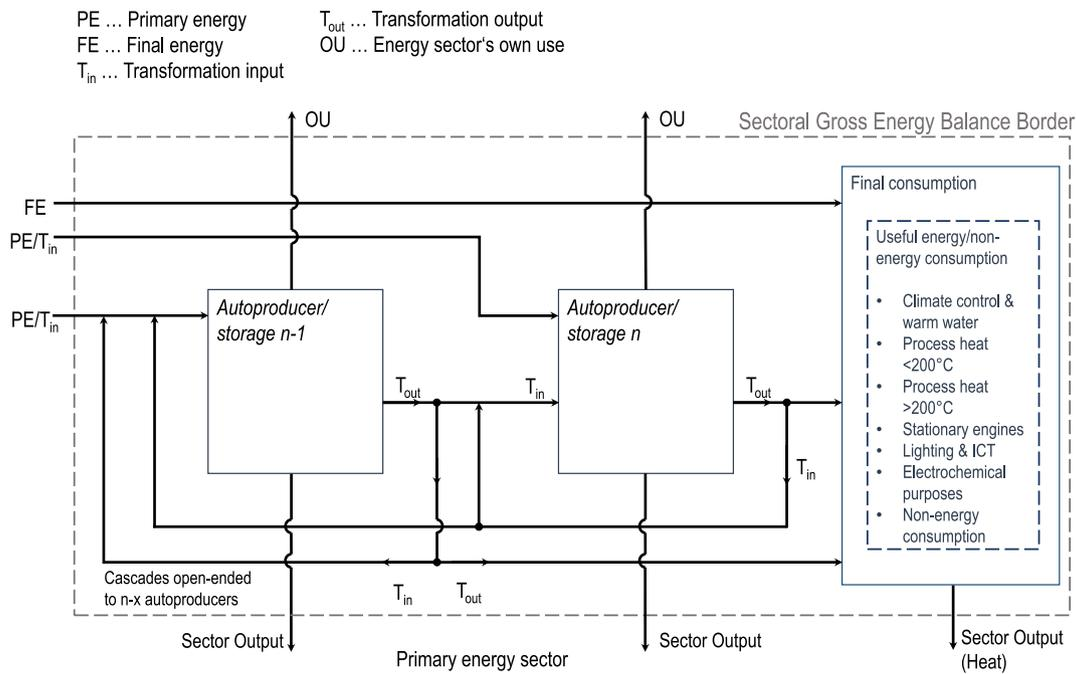 PE … Primary energy
FE … Final energy
T_in … Transformation input
T_out … Transformation output
OU … Energy sector‘s own use
OU
OU
Sectoral Gross Energy Balance Border
FE
PE/T_in
PE/T_in
Autoproducer/
storage n-1
Autoproducer/
storage n
T_out
T_in
T_out
T_in
Final consumption
Useful energy/non-
energy consumption
• Climate control &
warm water
• Process heat
<200°C
• Process heat
>200°C
• Stationary engines
• Lighting & ICT
• Electrochemical
purposes
• Non-energy
consumption
Cascades open-ended
to n-x autoproducers
T_in
T_out
Sector Output
Primary energy sector
Sector Output
Sector Output
(Heat)